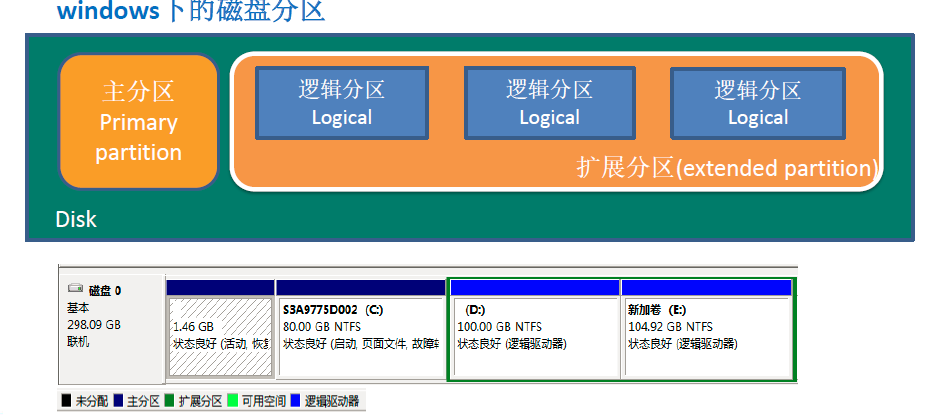 windows下的磁盘分区
主分区
Primary
partition
逻辑分区
Logical
逻辑分区
Logical
逻辑分区
Logical
扩展分区(extended partition)
Disk
磁盘 0
基本
298.09 GB
联机
1.46 GB
状态良好 (活动, 恢
S3A9775D002 (C:)
80.00 GB NTFS
状态良好 (启动, 页面文件, 故障
(D:)
100.00 GB NTFS
状态良好 (逻辑驱动器)
新加卷 (E:)
104.92 GB NTFS
状态良好 (逻辑驱动器)
未分配 主分区 扩展分区 可用空间 逻辑驱动器